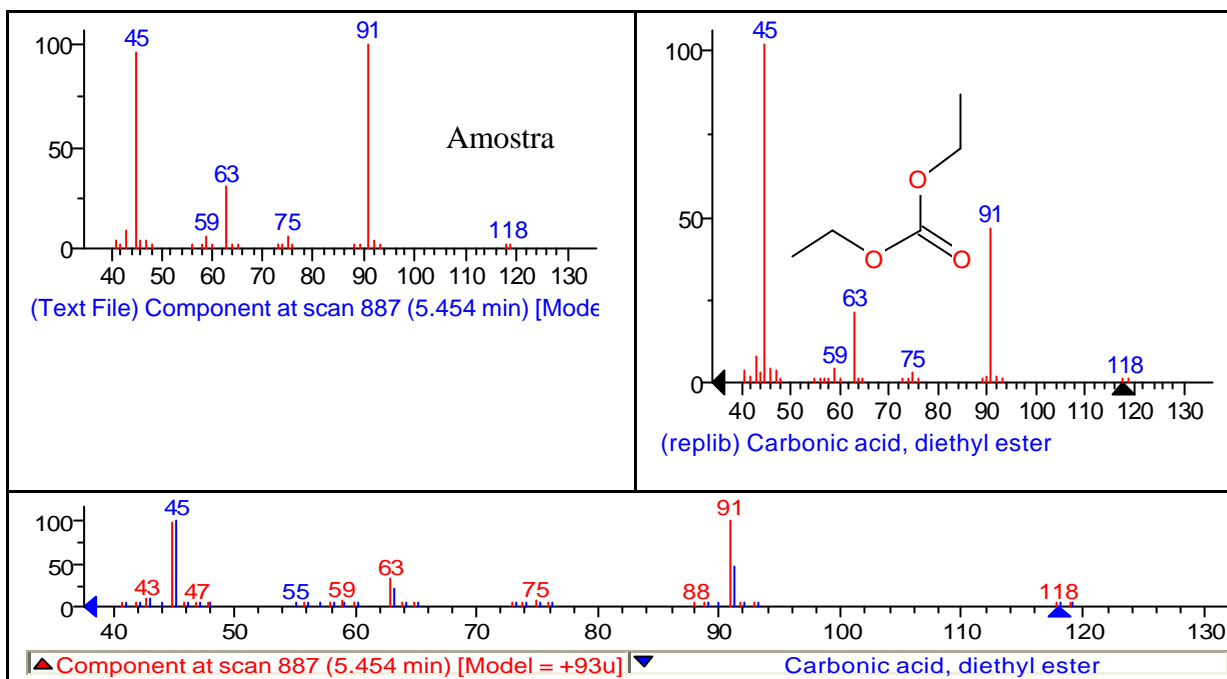 45
91
100
Amostra
50
63
59
75
118
0
40 50 60 70 80 90 100 110 120 130
(Text File) Component at scan 887 (5.454 min) [Mode
45
100
O
50
91
O
O
63
59
75
118
0
40 50 60 70 80 90 100 110 120 130
(replib) Carbonic acid, diethyl ester
45
91
100
50
43
47
55
59
63
75
88
118
0
40 50 60 70 80 90 100 110 120 130
Component at scan 887 (5.454 min) [Model = +93u]
Carbonic acid, diethyl ester